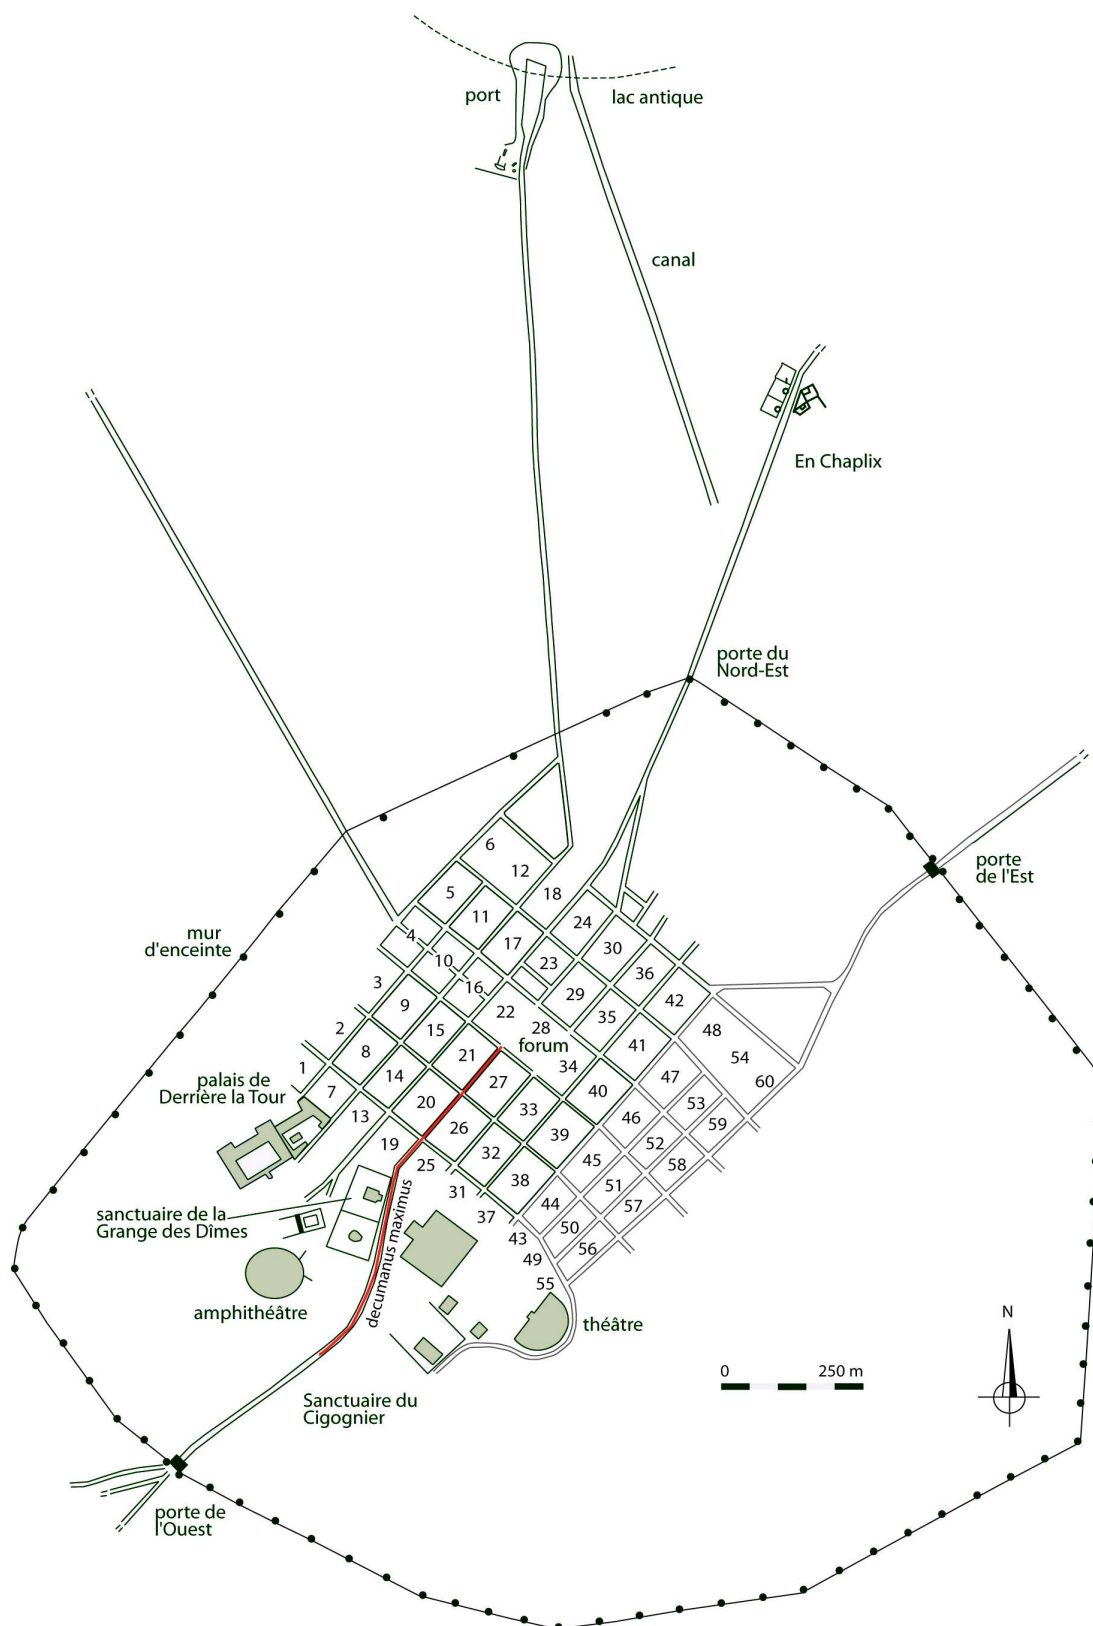 port
lac antique
canal
En Chaplix
porte du
Nord-Est
porte
de l'Est
mur
d'enceinte
6
12
5
18
11
24
4
17
30
10
23
36
3
16
29
42
9
22
35
2
15
28
48
8
21
forum
41
54
1
34
7
14
27
47
60
palais de
Derrière la Tour
40
13
20
33
53
46
19
26
39
59
25
32
52
45
58
31
38
51
37
44
57
43
50
49
56
55
sanctuaire de la
Grange des Dîmes
decumanus maximus
amphithéâtre
théâtre
N
0 250 m
Sanctuaire du
Cigognier
porte de
l'Ouest